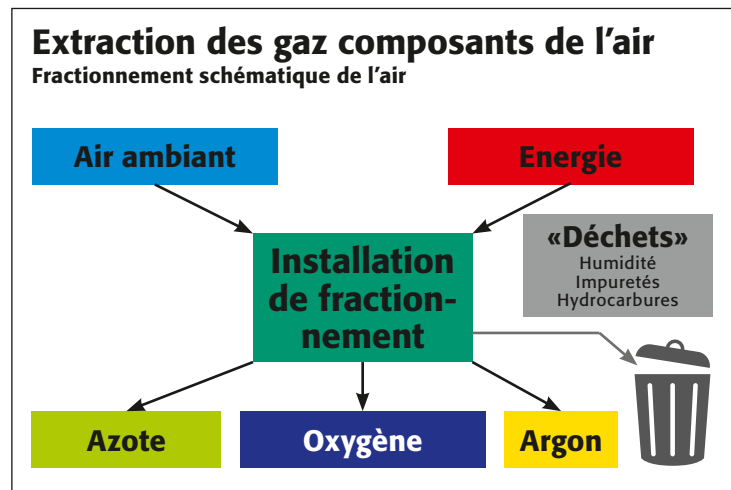 Extraction des gaz composants de l’air
Fractionnement schématique de l’air
Air ambiant
Energie
«Déchets»
Humidité
Impuretés
Hydrocarbures
Installation
de fraction-
nement
Azote
Oxygène
Argon